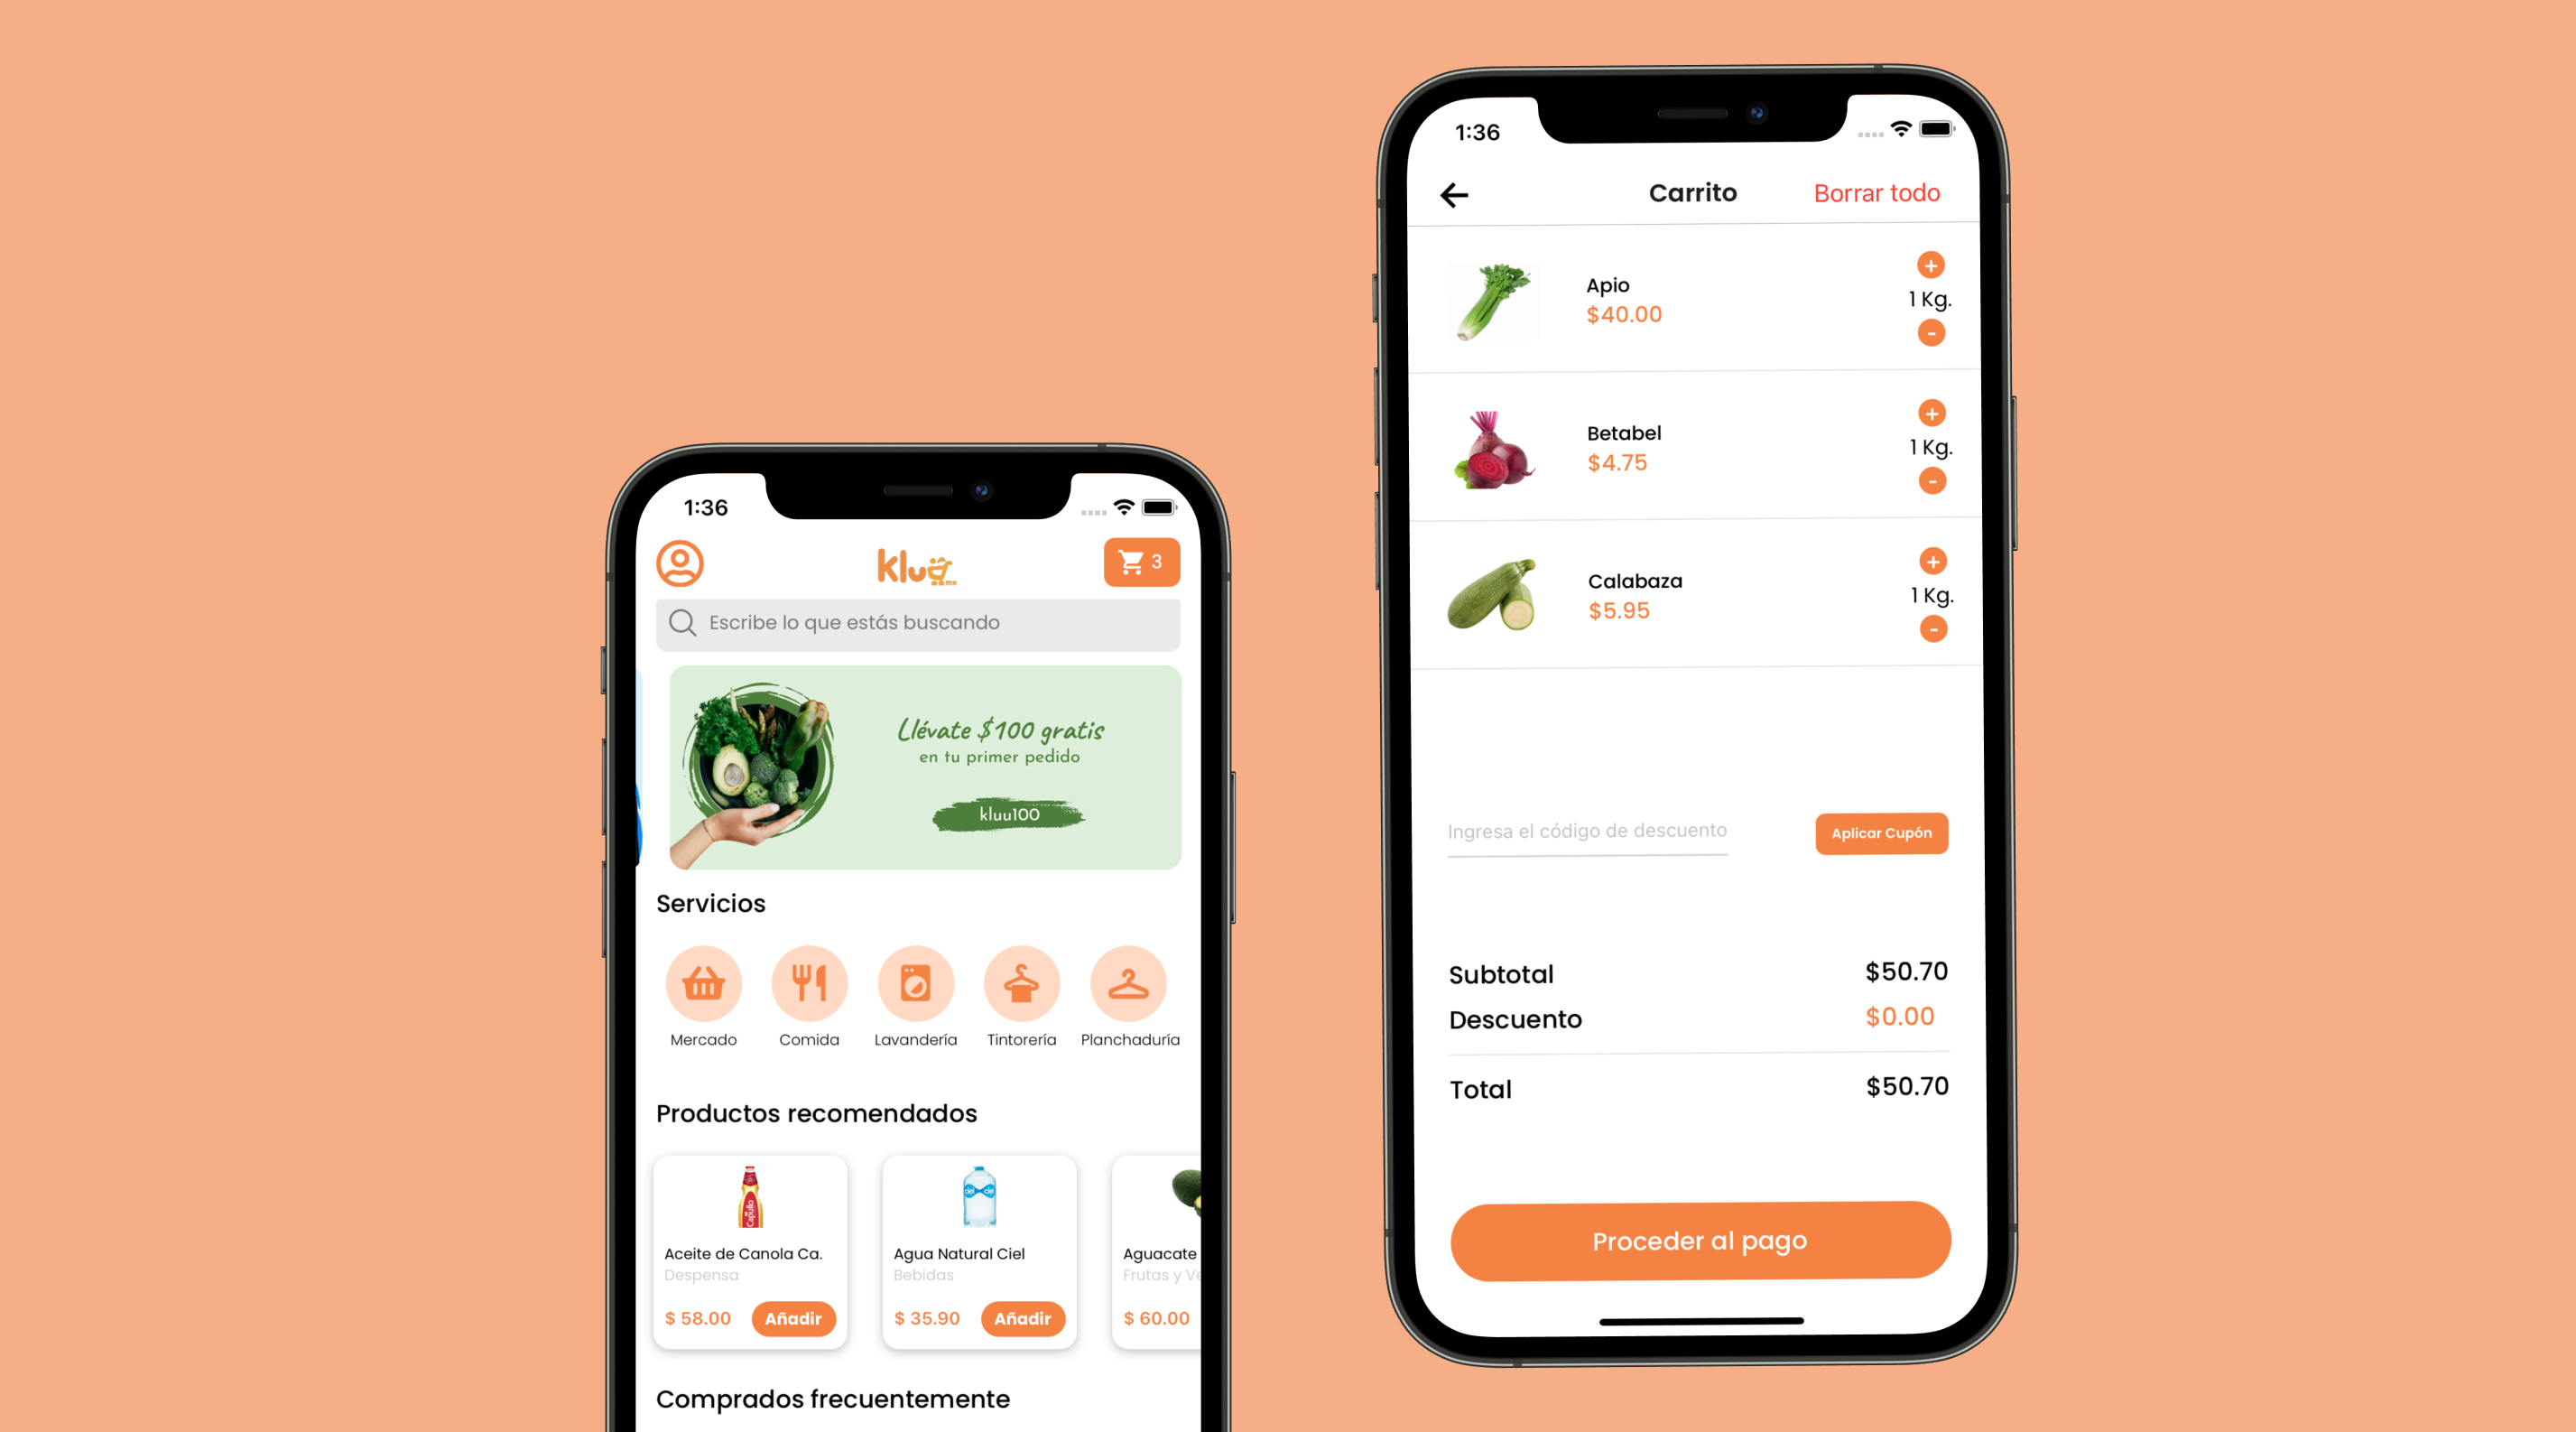 1:36
kluu mx
3
Escribe lo que estás buscando
Llévate $100 gratis
en tu primer pedido
kluu100
Servicios
Mercado
Comida
Lavandería
Tintorería
Planchaduría
Productos recomendados
Capullo
Aceite de Canola Ca.
Despensa
$ 58.00
Añadir
ciel ciel
Agua Natural Ciel
Bebidas
$ 35.90
Añadir
Aguacate
Frutas y Ve
$ 60.00
Comprados frecuentemente
1:36
Carrito
Borrar todo
Apio
$40.00
+
1 Kg.
-
Betabel
$4.75
+
1 Kg.
-
Calabaza
$5.95
+
1 Kg.
-
Ingresa el código de descuento
Aplicar Cupón
Subtotal
$50.70
Descuento
$0.00
Total
$50.70
Proceder al pago